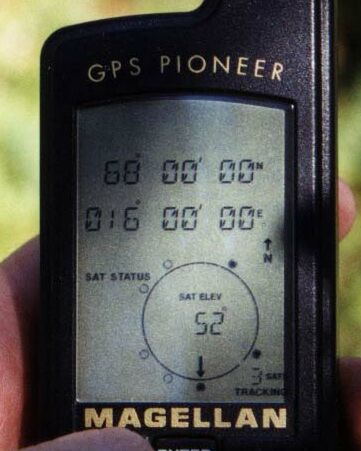 GPS PIONEER
68° 00' 00"N
016° 00' 00"E
N
SAT STATUS
SAT ELEV
52°
3 SATS
TRACKING
MAGELLAN